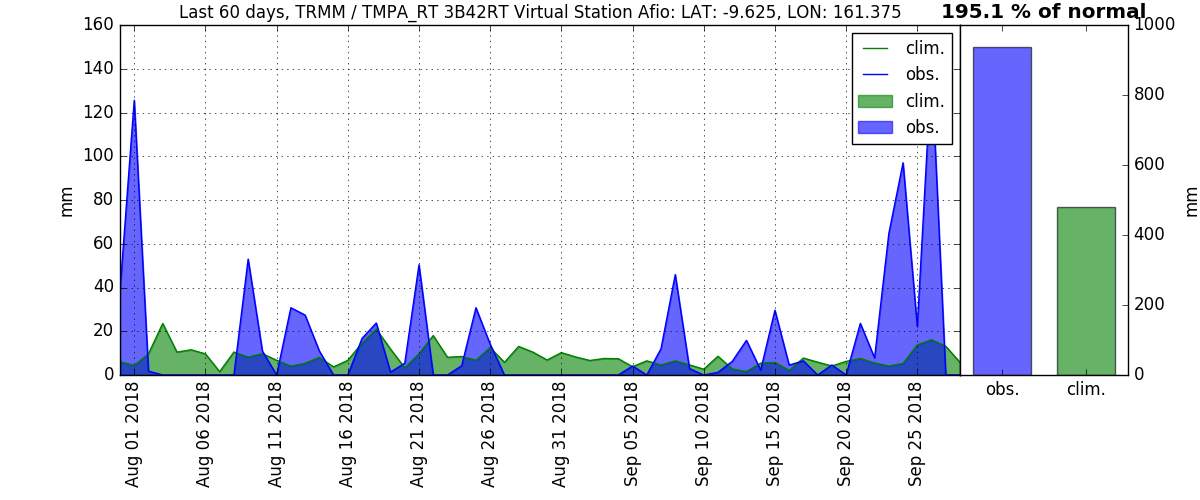 Last 60 days, TRMM / TMPA_RT 3B42RT Virtual Station Afio: LAT: -9.625, LON: 161.375
195.1 % of normal
mm
160
140
120
100
80
60
40
20
0
clim.
obs.
clim.
obs.
Aug 01 2018
Aug 06 2018
Aug 11 2018
Aug 16 2018
Aug 21 2018
Aug 26 2018
Aug 31 2018
Sep 05 2018
Sep 10 2018
Sep 15 2018
Sep 20 2018
Sep 25 2018
obs.
clim.
1000
800
600
400
200
0
mm